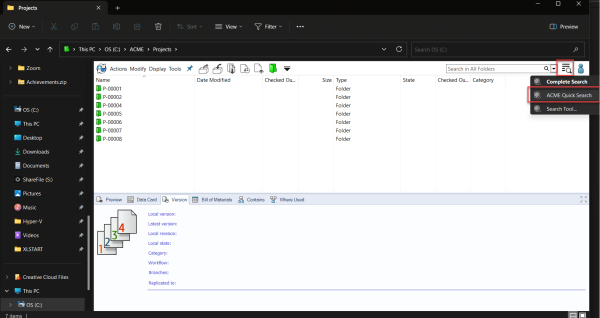 Projects
New
Sort
View
Filter
Preview
This PC > OS (C:) > ACME > Projects >
Search OS (C:)
Zoom
Achievements.zip
OS (C:)
This PC
Desktop
Downloads
Documents
ShareFile (S:)
Pictures
Music
Hyper-V
Videos
XLSTART
Creative Cloud Files
This PC
OS (C:)
7 items
Actions Modify Display Tools
Search in All Folders
Complete Search
ACME Quick Search
Search Tool...
Name Date Modified Checked Ou... Size Type State Checked Ou... Category
P-00001 Folder
P-00002 Folder
P-00004 Folder
P-00005 Folder
P-00006 Folder
P-00007 Folder
P-00008 Folder
Preview Data Card Version Bill of Materials Contains Where Used
1 2 3 4
Local version:
Latest version:
Local revision:
Local state:
Category:
Workflow:
Branches:
Replicated to: